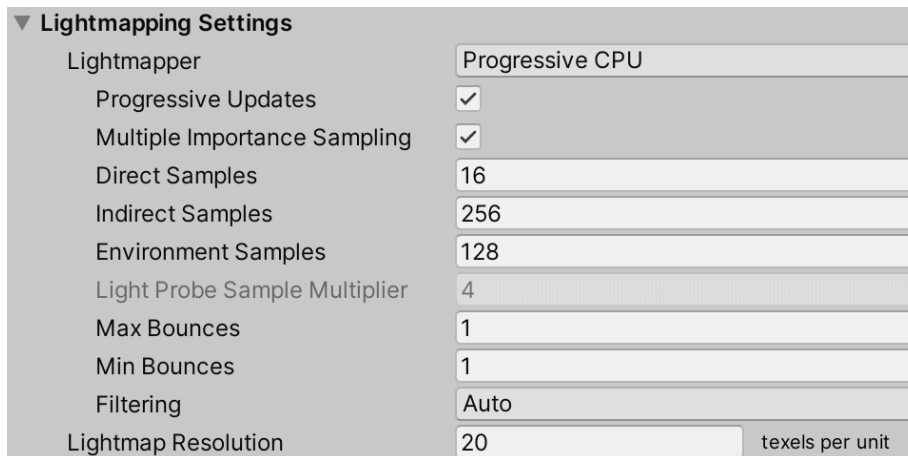 Lightmapping Settings
Lightmapper Progressive CPU
Progressive Updates
Multiple Importance Sampling
Direct Samples 16
Indirect Samples 256
Environment Samples 128
Light Probe Sample Multiplier 4
Max Bounces 1
Min Bounces 1
Filtering Auto
Lightmap Resolution 20 texels per unit